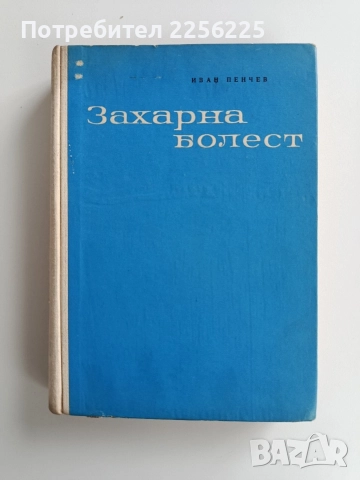 Потребител 2256225
ИВАН ПЕНЧЕВ
Захарна
болест
BAZAR